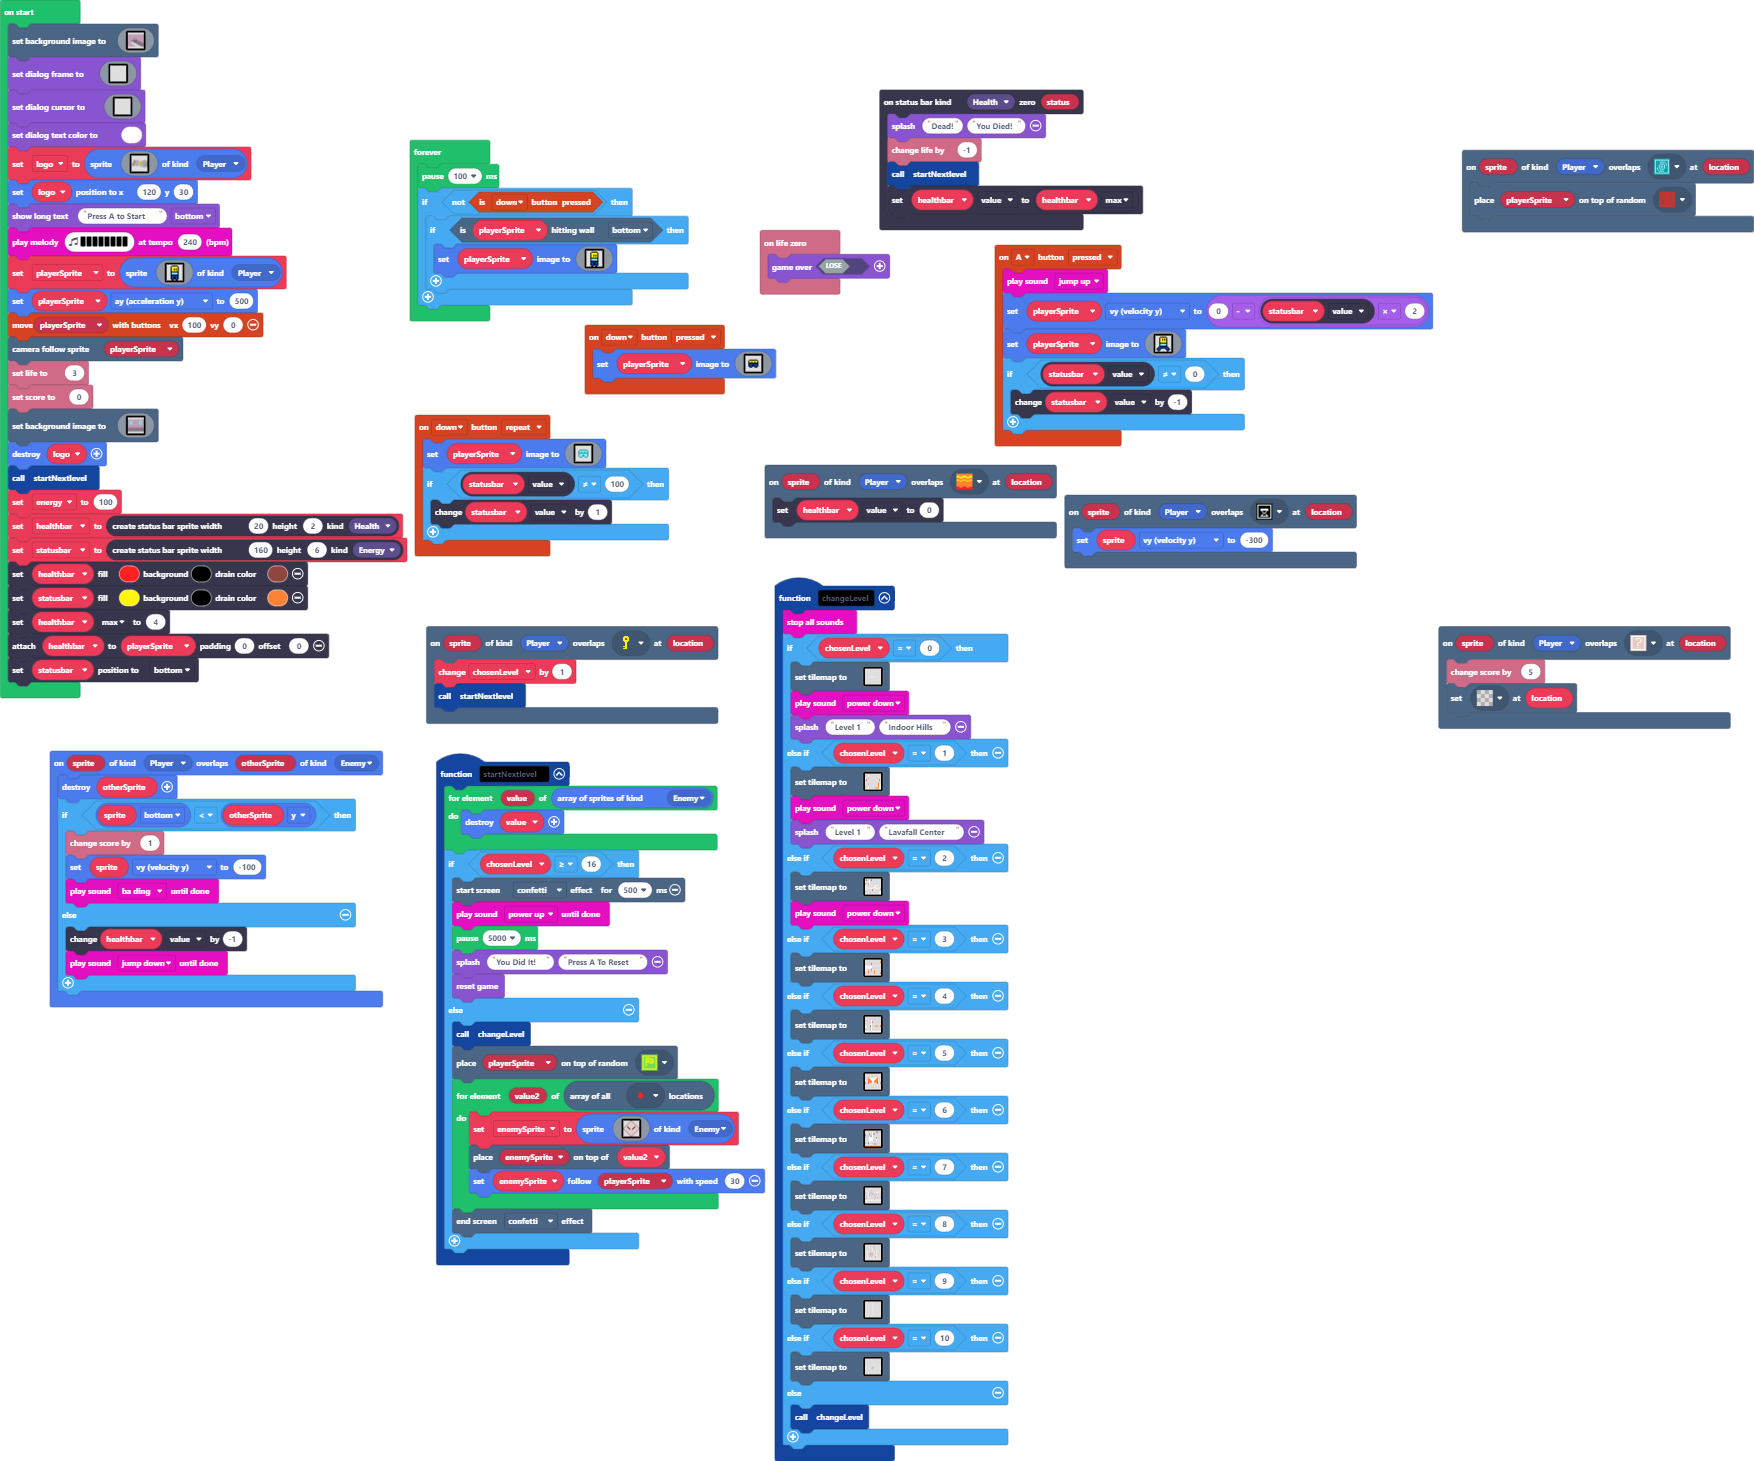 on start
set background image to
set dialog frame to
set dialog cursor to
set dialog text color to
set logo to sprite of kind Player
set logo position to x 120 y 30
show long text "Press A to Start" bottom
play melody at tempo 240 (bpm)
set playerSprite to sprite of kind Player
set playerSprite ay (acceleration y) to 500
move playerSprite with buttons vx 100 vy 0
camera follow sprite playerSprite
set life to 3
set score to 0
set background image to
destroy logo
call startNextlevel
set energy to 100
set healthbar to create status bar sprite width 20 height 2 kind Health
set statusbar to create status bar sprite width 160 height 6 kind Energy
set healthbar fill background drain color
set statusbar fill background drain color
set healthbar max to 4
attach healthbar to playerSprite padding 0 offset 0
set statusbar position to bottom
on sprite of kind Player overlaps otherSprite of kind Enemy
destroy otherSprite
if sprite bottom < otherSprite y then
change score by 1
set sprite vy (velocity y) to -100
play sound ba ding until done
else
change healthbar value by -1
play sound jump down until done
forever
pause 100 ms
if not is down button pressed then
if is playerSprite hitting wall bottom then
set playerSprite image to
on down button pressed
set playerSprite image to
on down button repeat
set playerSprite image to
if statusbar value ≠ 100 then
change statusbar value by 1
on sprite of kind Player overlaps at location
change chosenLevel by 1
call startNextlevel
function startNextlevel
for element value of array of sprites of kind Enemy
do destroy value
if chosenLevel ≥ 16 then
start screen confetti effect for 500 ms
play sound power up until done
pause 5000 ms
splash "You Did It!" "Press A To Reset"
reset game
else
call changeLevel
place playerSprite on top of random
for element value2 of array of all locations
do
set enemySprite to sprite of kind Enemy
place enemySprite on top of value2
set enemySprite follow playerSprite with speed 30
end screen confetti effect
on status bar kind Health zero status
splash "Dead!" "You Died!"
change life by -1
call startNextlevel
set healthbar value to healthbar max
on life zero
game over LOSE
on A button pressed
play sound jump up
set playerSprite vy (velocity y) to 0 - statusbar value × 2
set playerSprite image to
if statusbar value ≠ 0 then
change statusbar value by -1
on sprite of kind Player overlaps at location
set healthbar value to 0
on sprite of kind Player overlaps at location
set sprite vy (velocity y) to -300
function changeLevel
stop all sounds
if chosenLevel = 0 then
set tilemap to
play sound power down
splash "Level 1" "Indoor Hills"
else if chosenLevel = 1 then
set tilemap to
play sound power down
splash "Level 1" "Lavafall Center"
else if chosenLevel = 2 then
set tilemap to
play sound power down
else if chosenLevel = 3 then
set tilemap to
else if chosenLevel = 4 then
set tilemap to
else if chosenLevel = 5 then
set tilemap to
else if chosenLevel = 6 then
set tilemap to
else if chosenLevel = 7 then
set tilemap to
else if chosenLevel = 8 then
set tilemap to
else if chosenLevel = 9 then
set tilemap to
else if chosenLevel = 10 then
set tilemap to
else
call changeLevel
on sprite of kind Player overlaps at location
place playerSprite on top of random
on sprite of kind Player overlaps at location
change score by 5
set at location